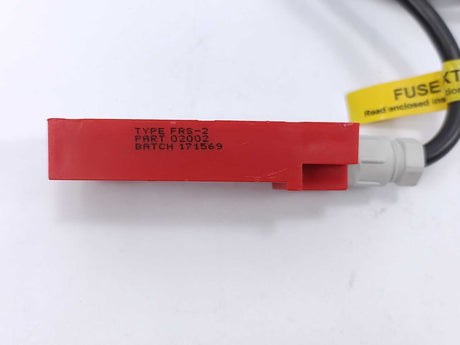 TYPE FRS-2
PART 02002
BATCH 171569
FUSE
Read enclosed ins